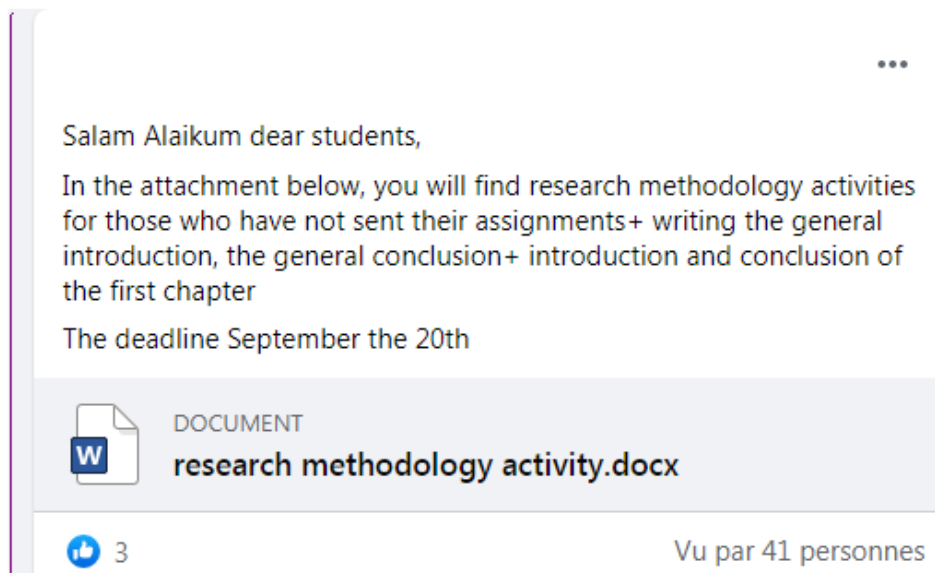 Salam Alaikum dear students,
In the attachment below, you will find research methodology activities
for those who have not sent their assignments+ writing the general
introduction, the general conclusion+ introduction and conclusion of
the first chapter
The deadline September the 20th
W
DOCUMENT
research methodology activity.docx
3
Vu par 41 personnes